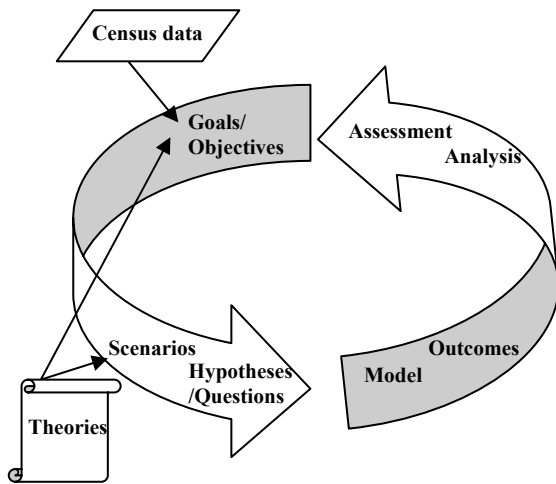 Census data
Goals/
Objectives
Assessment
Analysis
Scenarios
Hypotheses
/Questions
Outcomes
Model
Theories